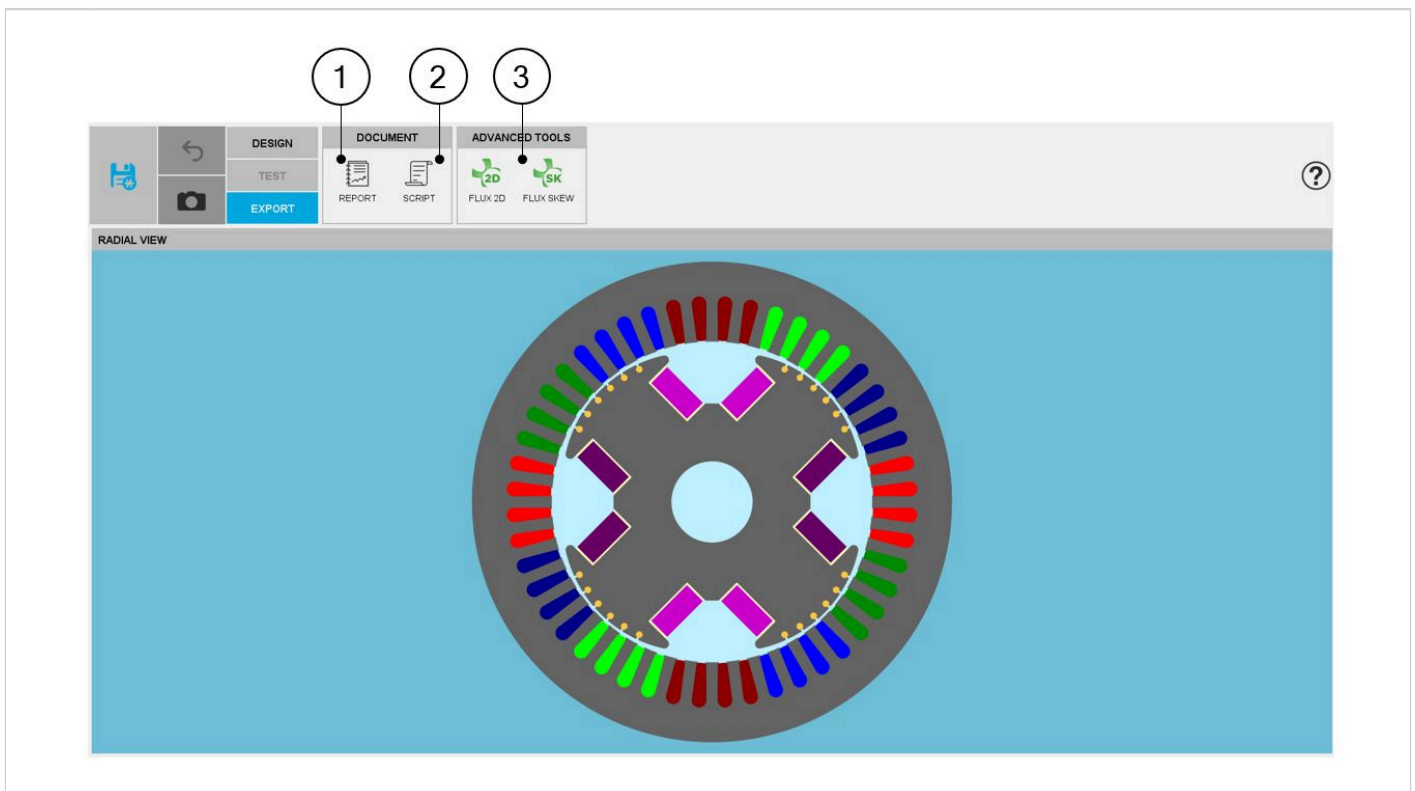 1 2 3
DESIGN DOCUMENT ADVANCED TOOLS
TEST
2D SK
?
EXPORT REPORT SCRIPT FLUX 2D FLUX SKEW
RADIAL VIEW